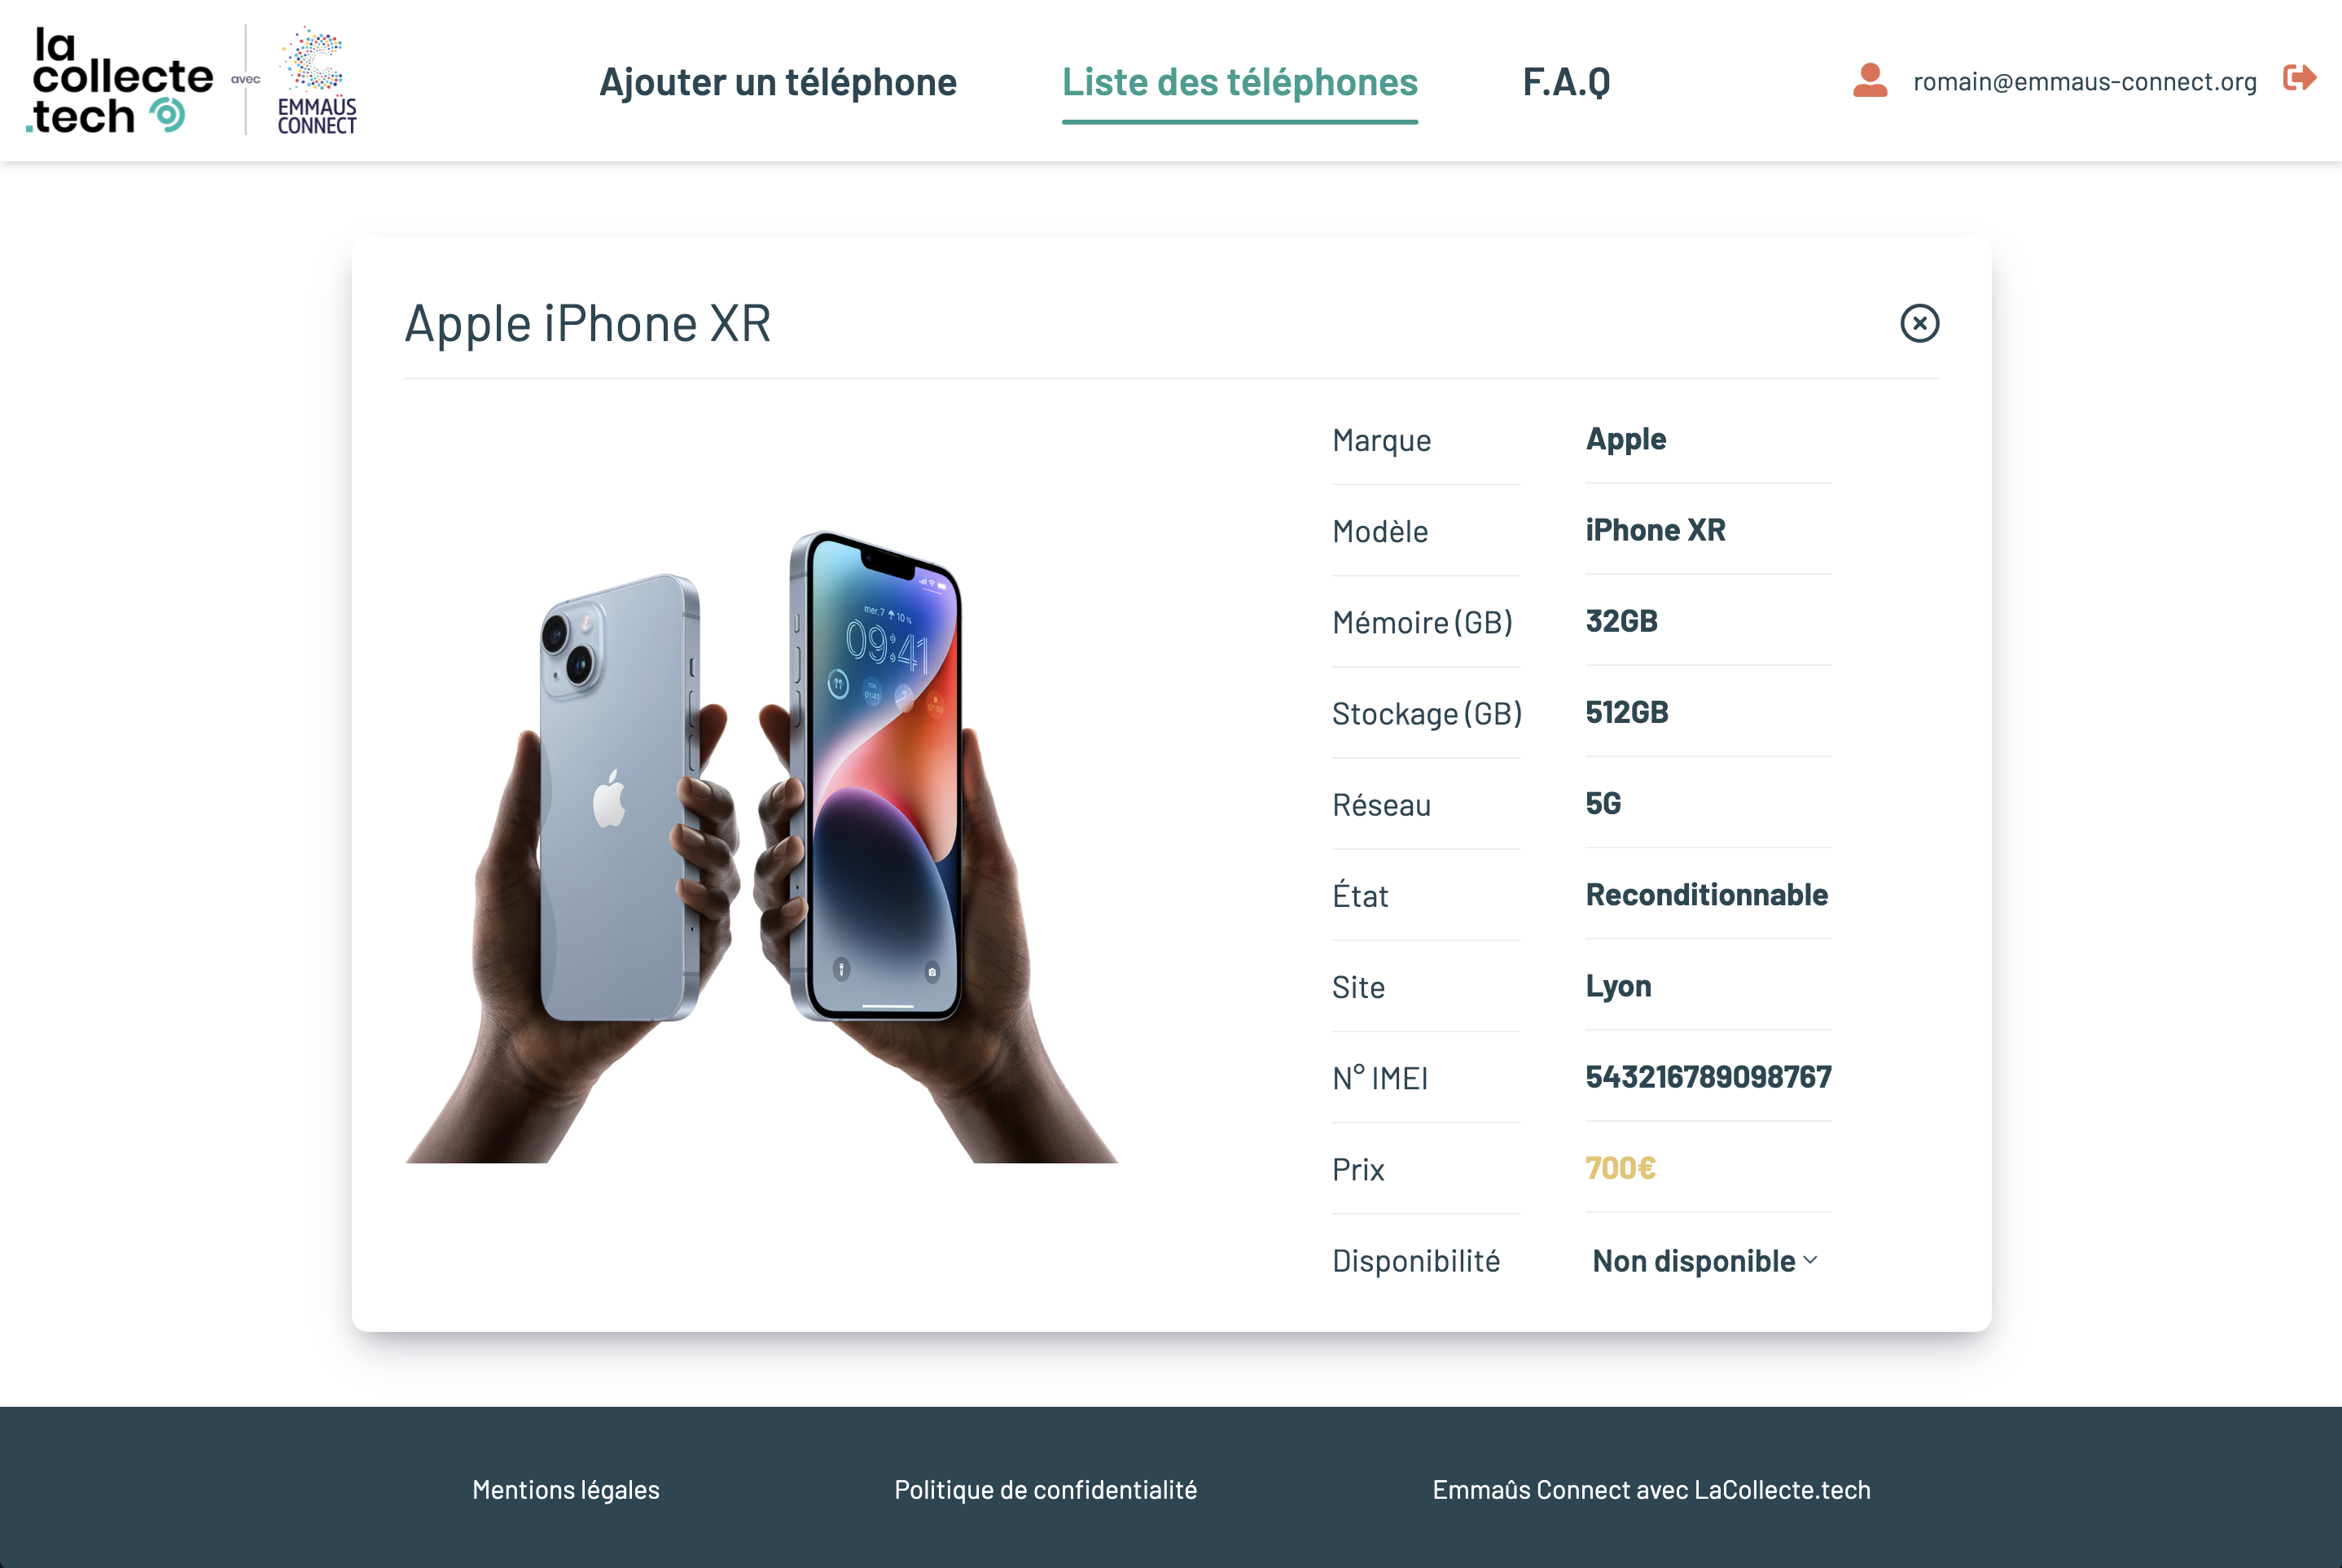 la
collecte
.tech
avec
EMMAÜS
CONNECT
Ajouter un téléphone
Liste des téléphones
F.A.Q
romain@emmaus-connect.org
Apple iPhone XR
Marque Apple
Modèle iPhone XR
Mémoire (GB) 32GB
Stockage (GB) 512GB
Réseau 5G
État Reconditionnable
Site Lyon
N° IMEI 543216789098767
Prix 700€
Disponibilité Non disponible
mer. 7 10 %
09:41
Mentions légales
Politique de confidentialité
Emmaûs Connect avec LaCollecte.tech